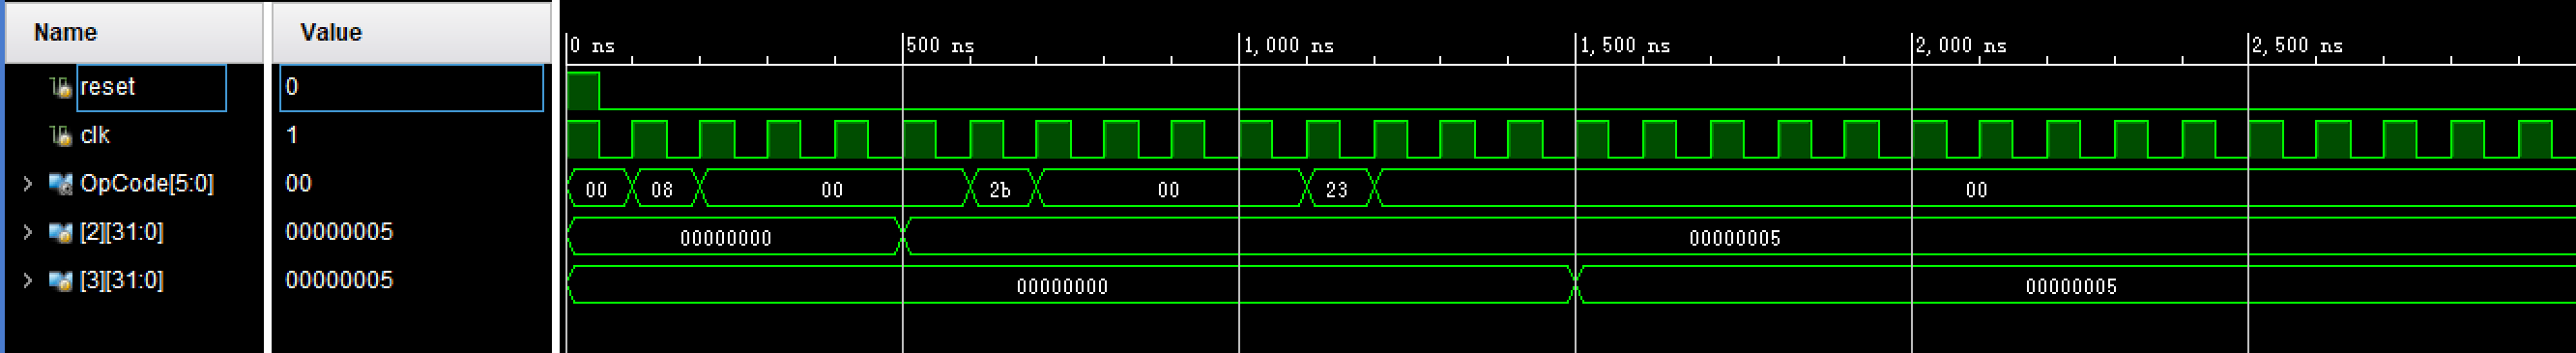 Name Value
0 ns 500 ns 1,000 ns 1,500 ns 2,000 ns 2,500 ns
reset 0
clk 1
OpCode[5:0] 00 00 08 00 2b 00 23 00
[2][31:0] 00000005 00000000 00000005
[3][31:0] 00000005 00000000 00000005